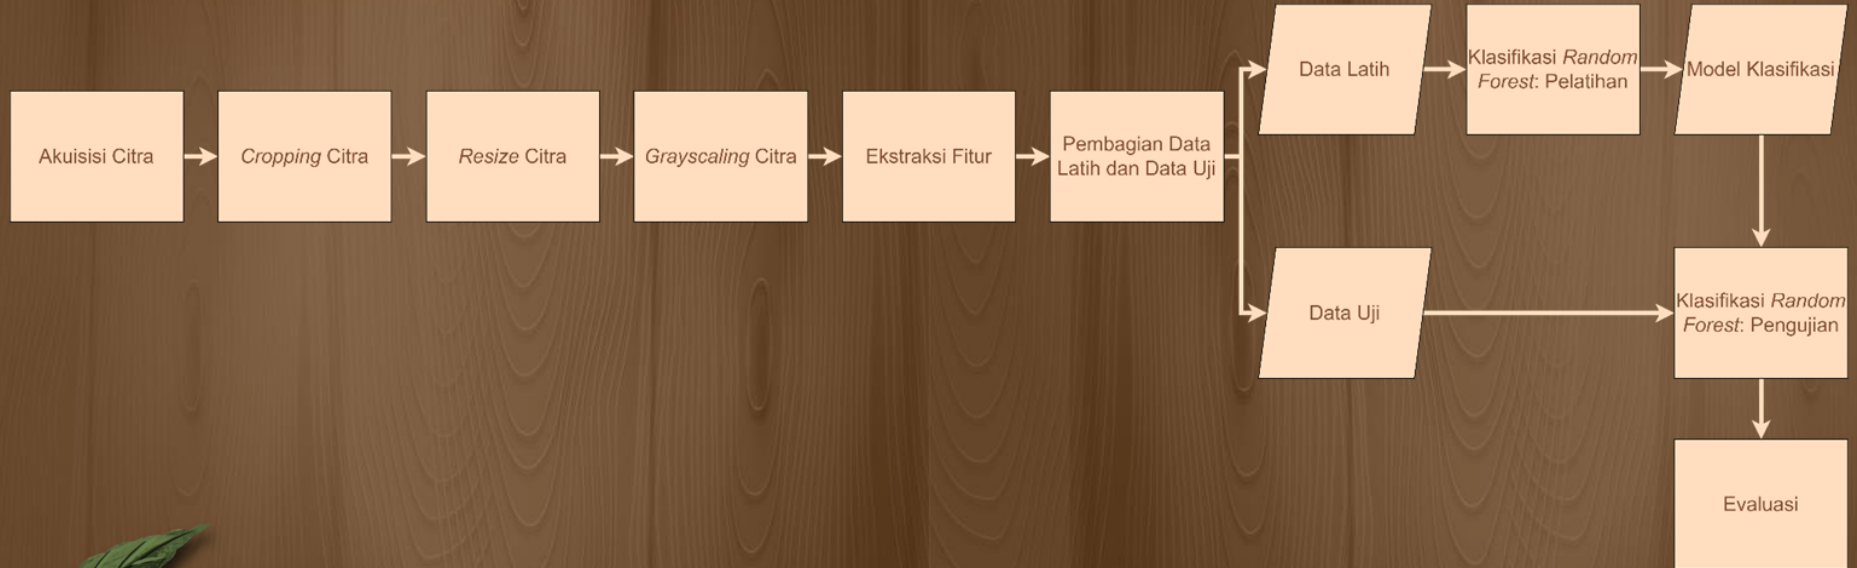 Akuisisi Citra
Cropping Citra
Resize Citra
Grayscaling Citra
Ekstraksi Fitur
Pembagian Data
Latih dan Data Uji
Data Latih
Klasifikasi Random
Forest: Pelatihan
Model Klasifikasi
Data Uji
Klasifikasi Random
Forest: Pengujian
Evaluasi